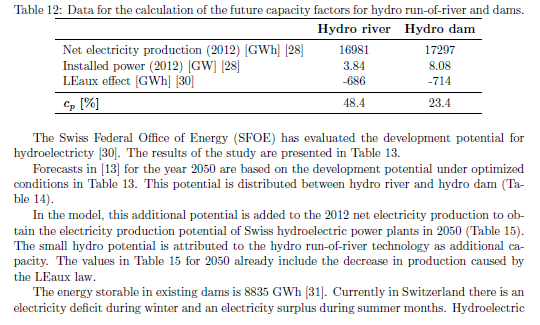 Table 12: Data for the calculation of the future capacity factors for hydro run-of-river and dams.
Hydro river Hydro dam
Net electricity production (2012) [GWh] [28] 16981 17297
Installed power (2012) [GW] [28] 3.84 8.08
LEaux effect [GWh] [30] -686 -714
cp [%] 48.4 23.4
The Swiss Federal Office of Energy (SFOE) has evaluated the development potential for
hydroelectricty [30]. The results of the study are presented in Table 13.
Forecasts in [13] for the year 2050 are based on the development potential under optimized
conditions in Table 13. This potential is distributed between hydro river and hydro dam (Ta-
ble 14).
In the model, this additional potential is added to the 2012 net electricity production to ob-
tain the electricity production potential of Swiss hydroelectric power plants in 2050 (Table 15).
The small hydro potential is attributed to the hydro run-of-river technology as additional ca-
pacity. The values in Table 15 for 2050 already include the decrease in production caused by
the LEaux law.
The energy storable in existing dams is 8835 GWh [31]. Currently in Switzerland there is an
electricity deficit during winter and an electricity surplus during summer months. Hydroelectric